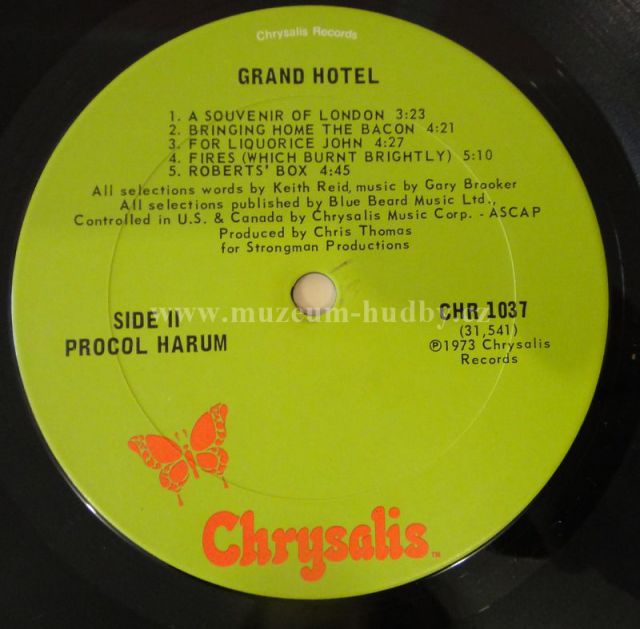 Chrysalis Records
GRAND HOTEL
1. A SOUVENIR OF LONDON 3:23
2. BRINGING HOME THE BACON 4:21
3. FOR LIQUORICE JOHN 4:27
4. FIRES (WHICH BURNT BRIGHTLY) 5:10
5. ROBERTS' BOX 4:45
All selections words by Keith Reid, music by Gary Brooker
All selections published by Blue Beard Music Ltd.,
Controlled in U.S. & Canada by Chrysalis Music Corp. - ASCAP
Produced by Chris Thomas
for Strongman Productions
www.muzeum-hudby.cz
SIDE II
PROCOL HARUM
CHR 1037
(31,541)
℗1973 Chrysalis
Records
Chrysalis™